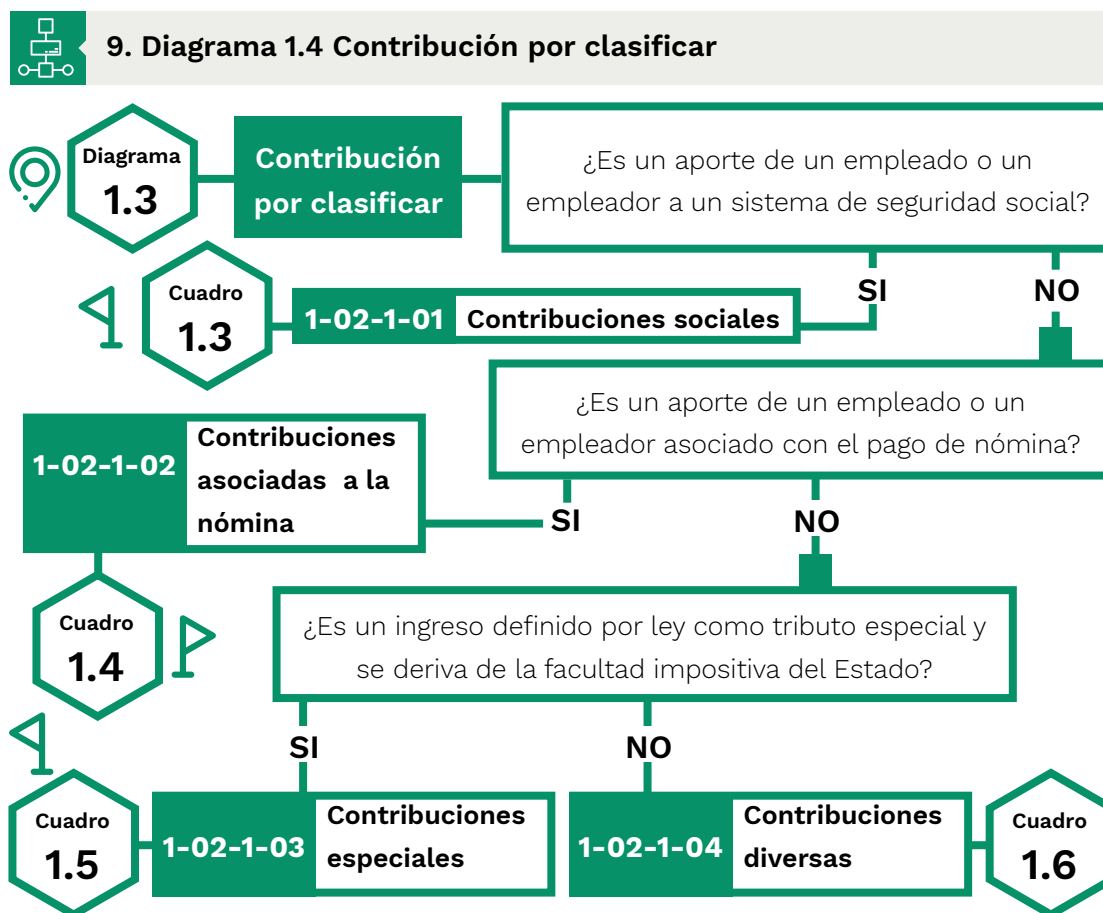 9. Diagrama 1.4 Contribución por clasificar
Diagrama
1.3
Contribución
por clasificar
¿Es un aporte de un empleado o un
empleador a un sistema de seguridad social?
SI
NO
Cuadro
1.3
1-02-1-01
Contribuciones sociales
¿Es un aporte de un empleado o un
empleador asociado con el pago de nómina?
1-02-1-02
Contribuciones
asociadas a la
nómina
SI
NO
Cuadro
1.4
¿Es un ingreso definido por ley como tributo especial y
se deriva de la facultad impositiva del Estado?
SI
NO
Cuadro
1.5
1-02-1-03
Contribuciones
especiales
1-02-1-04
Contribuciones
diversas
Cuadro
1.6